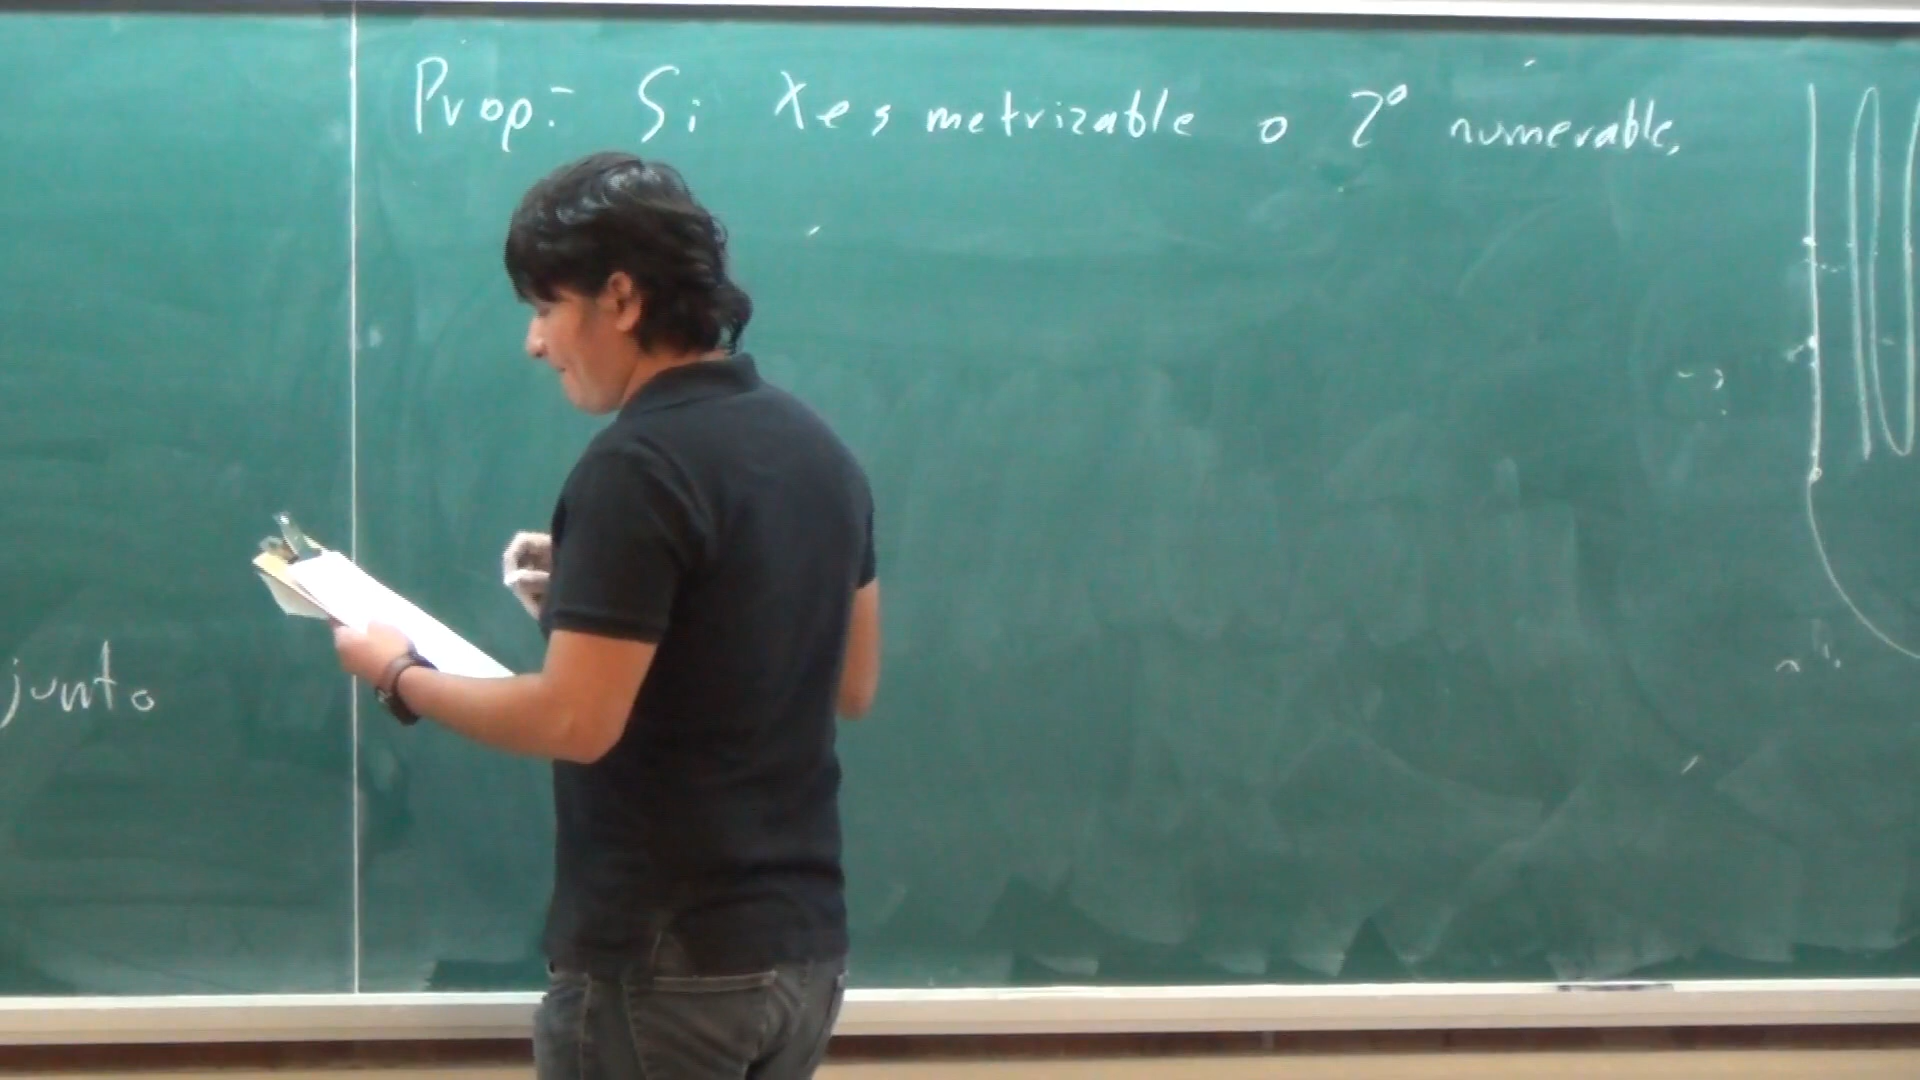 Prop: Si X es metrizable o 2° numerable,
junto